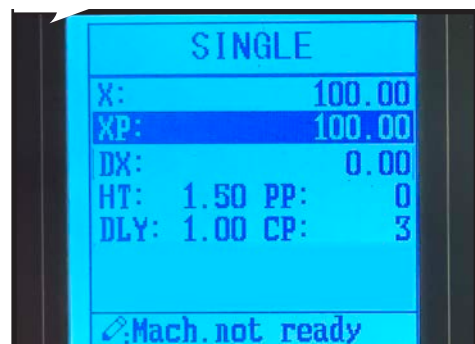 SINGLE
X: 100.00
XP: 100.00
DX: 0.00
HT: 1.50 PP: 0
DLY: 1.00 CP: 3
:Mach.not ready